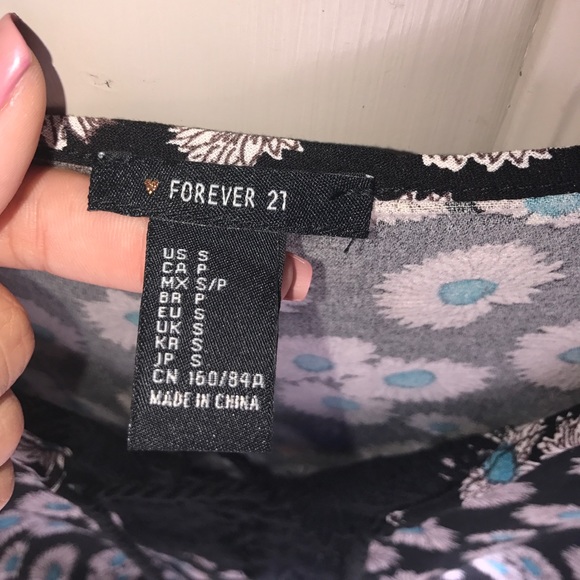 FOREVER 21
US S
CA P
MX S/P
BR P
EU S
UK S
KR S
JP S
CN 160/84A
MADE IN CHINA